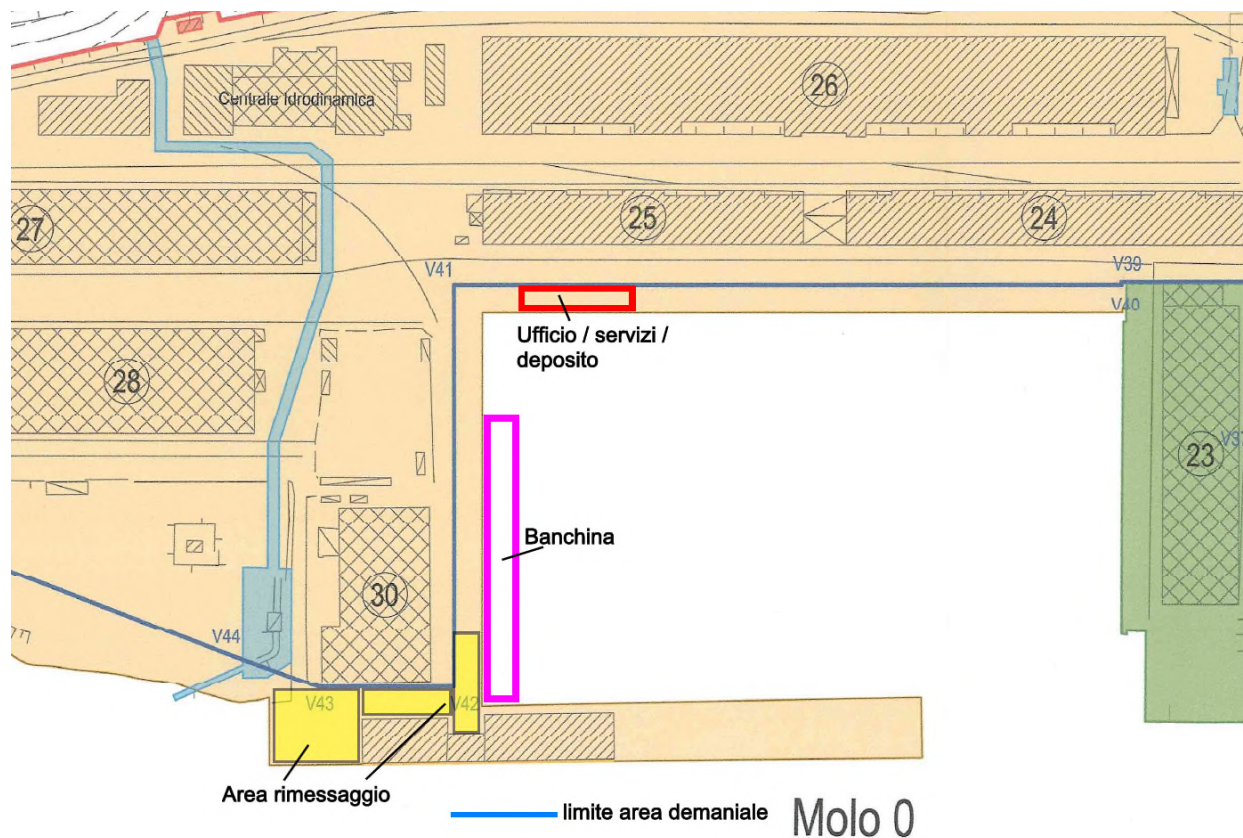 Centrale Idrodinamica
26
27
25
24
V41
V39
V40
Ufficio / servizi /
deposito
28
23
Banchina
30
V44
V43
V42
Area rimessaggio
limite area demaniale
Molo 0